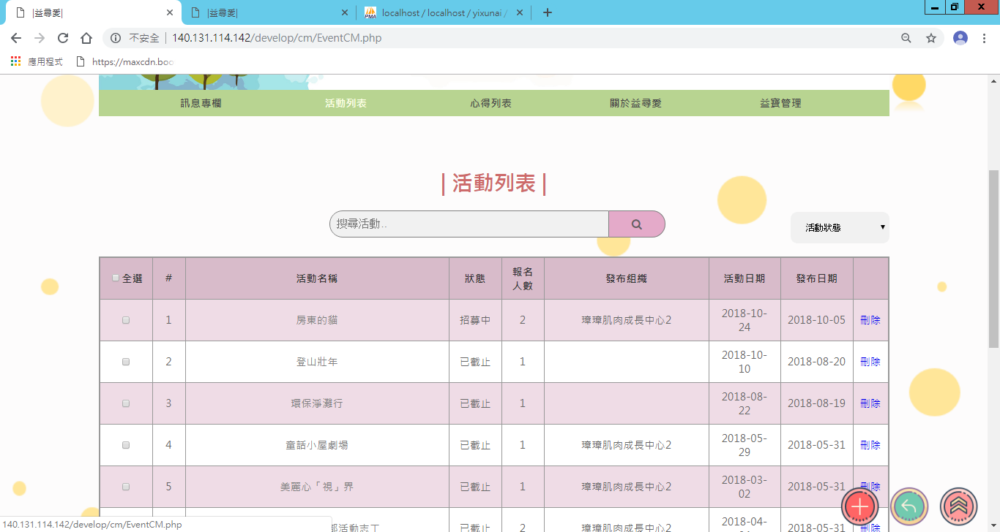 |益尋愛|
|益尋愛|
localhost / localhost / yixunai /
不安全 | 140.131.114.142/develop/cm/EventCM.php
應用程式 https://maxcdn.boo
訊息專欄 活動列表 心得列表 關於益尋愛 益寶管理
| 活動列表 |
搜尋活動..
活動狀態
全選 # 活動名稱 狀態 報名人數 發布組織 活動日期 發布日期
1 房東的貓 招募中 2 璋璋肌肉成長中心2 2018-10-24 2018-10-05 刪除
2 登山壯年 已截止 1 2018-10-10 2018-08-20 刪除
3 環保淨灘行 已截止 1 2018-08-22 2018-08-19 刪除
4 童話小屋劇場 已截止 1 璋璋肌肉成長中心2 2018-05-29 2018-05-31 刪除
5 美麗心「視」界 已截止 1 璋璋肌肉成長中心2 2018-03-02 2018-05-31 刪除
部活動志工 已截止 2 璋璋肌肉成長中心2 2018-04- 2018-05-31 刪除
140.131.114.142/develop/cm/EventCM.php